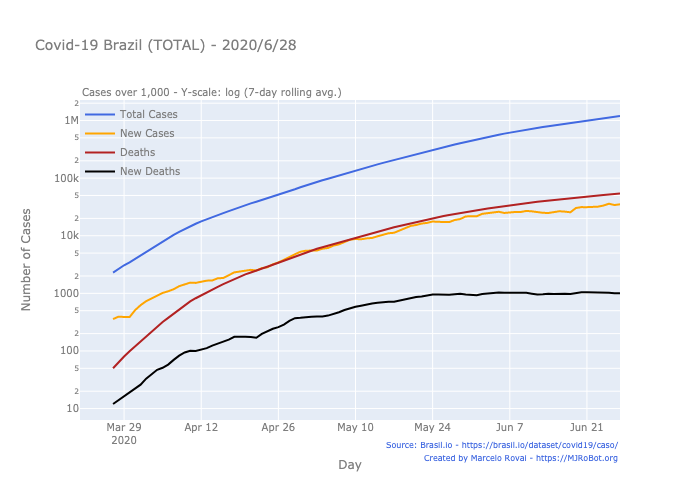 Covid-19 Brazil (TOTAL) - 2020/6/28
Cases over 1,000 - Y-scale: log (7-day rolling avg.)
Total Cases
New Cases
Deaths
New Deaths
Number of Cases
2
1M
5
2
100k
5
2
10k
5
2
1000
5
2
100
5
2
10
Mar 29
2020
Apr 12
Apr 26
May 10
May 24
Jun 7
Jun 21
Day
Source: Brasil.io - https://brasil.io/dataset/covid19/caso/
Created by Marcelo Rovai - https://MJRoBot.org